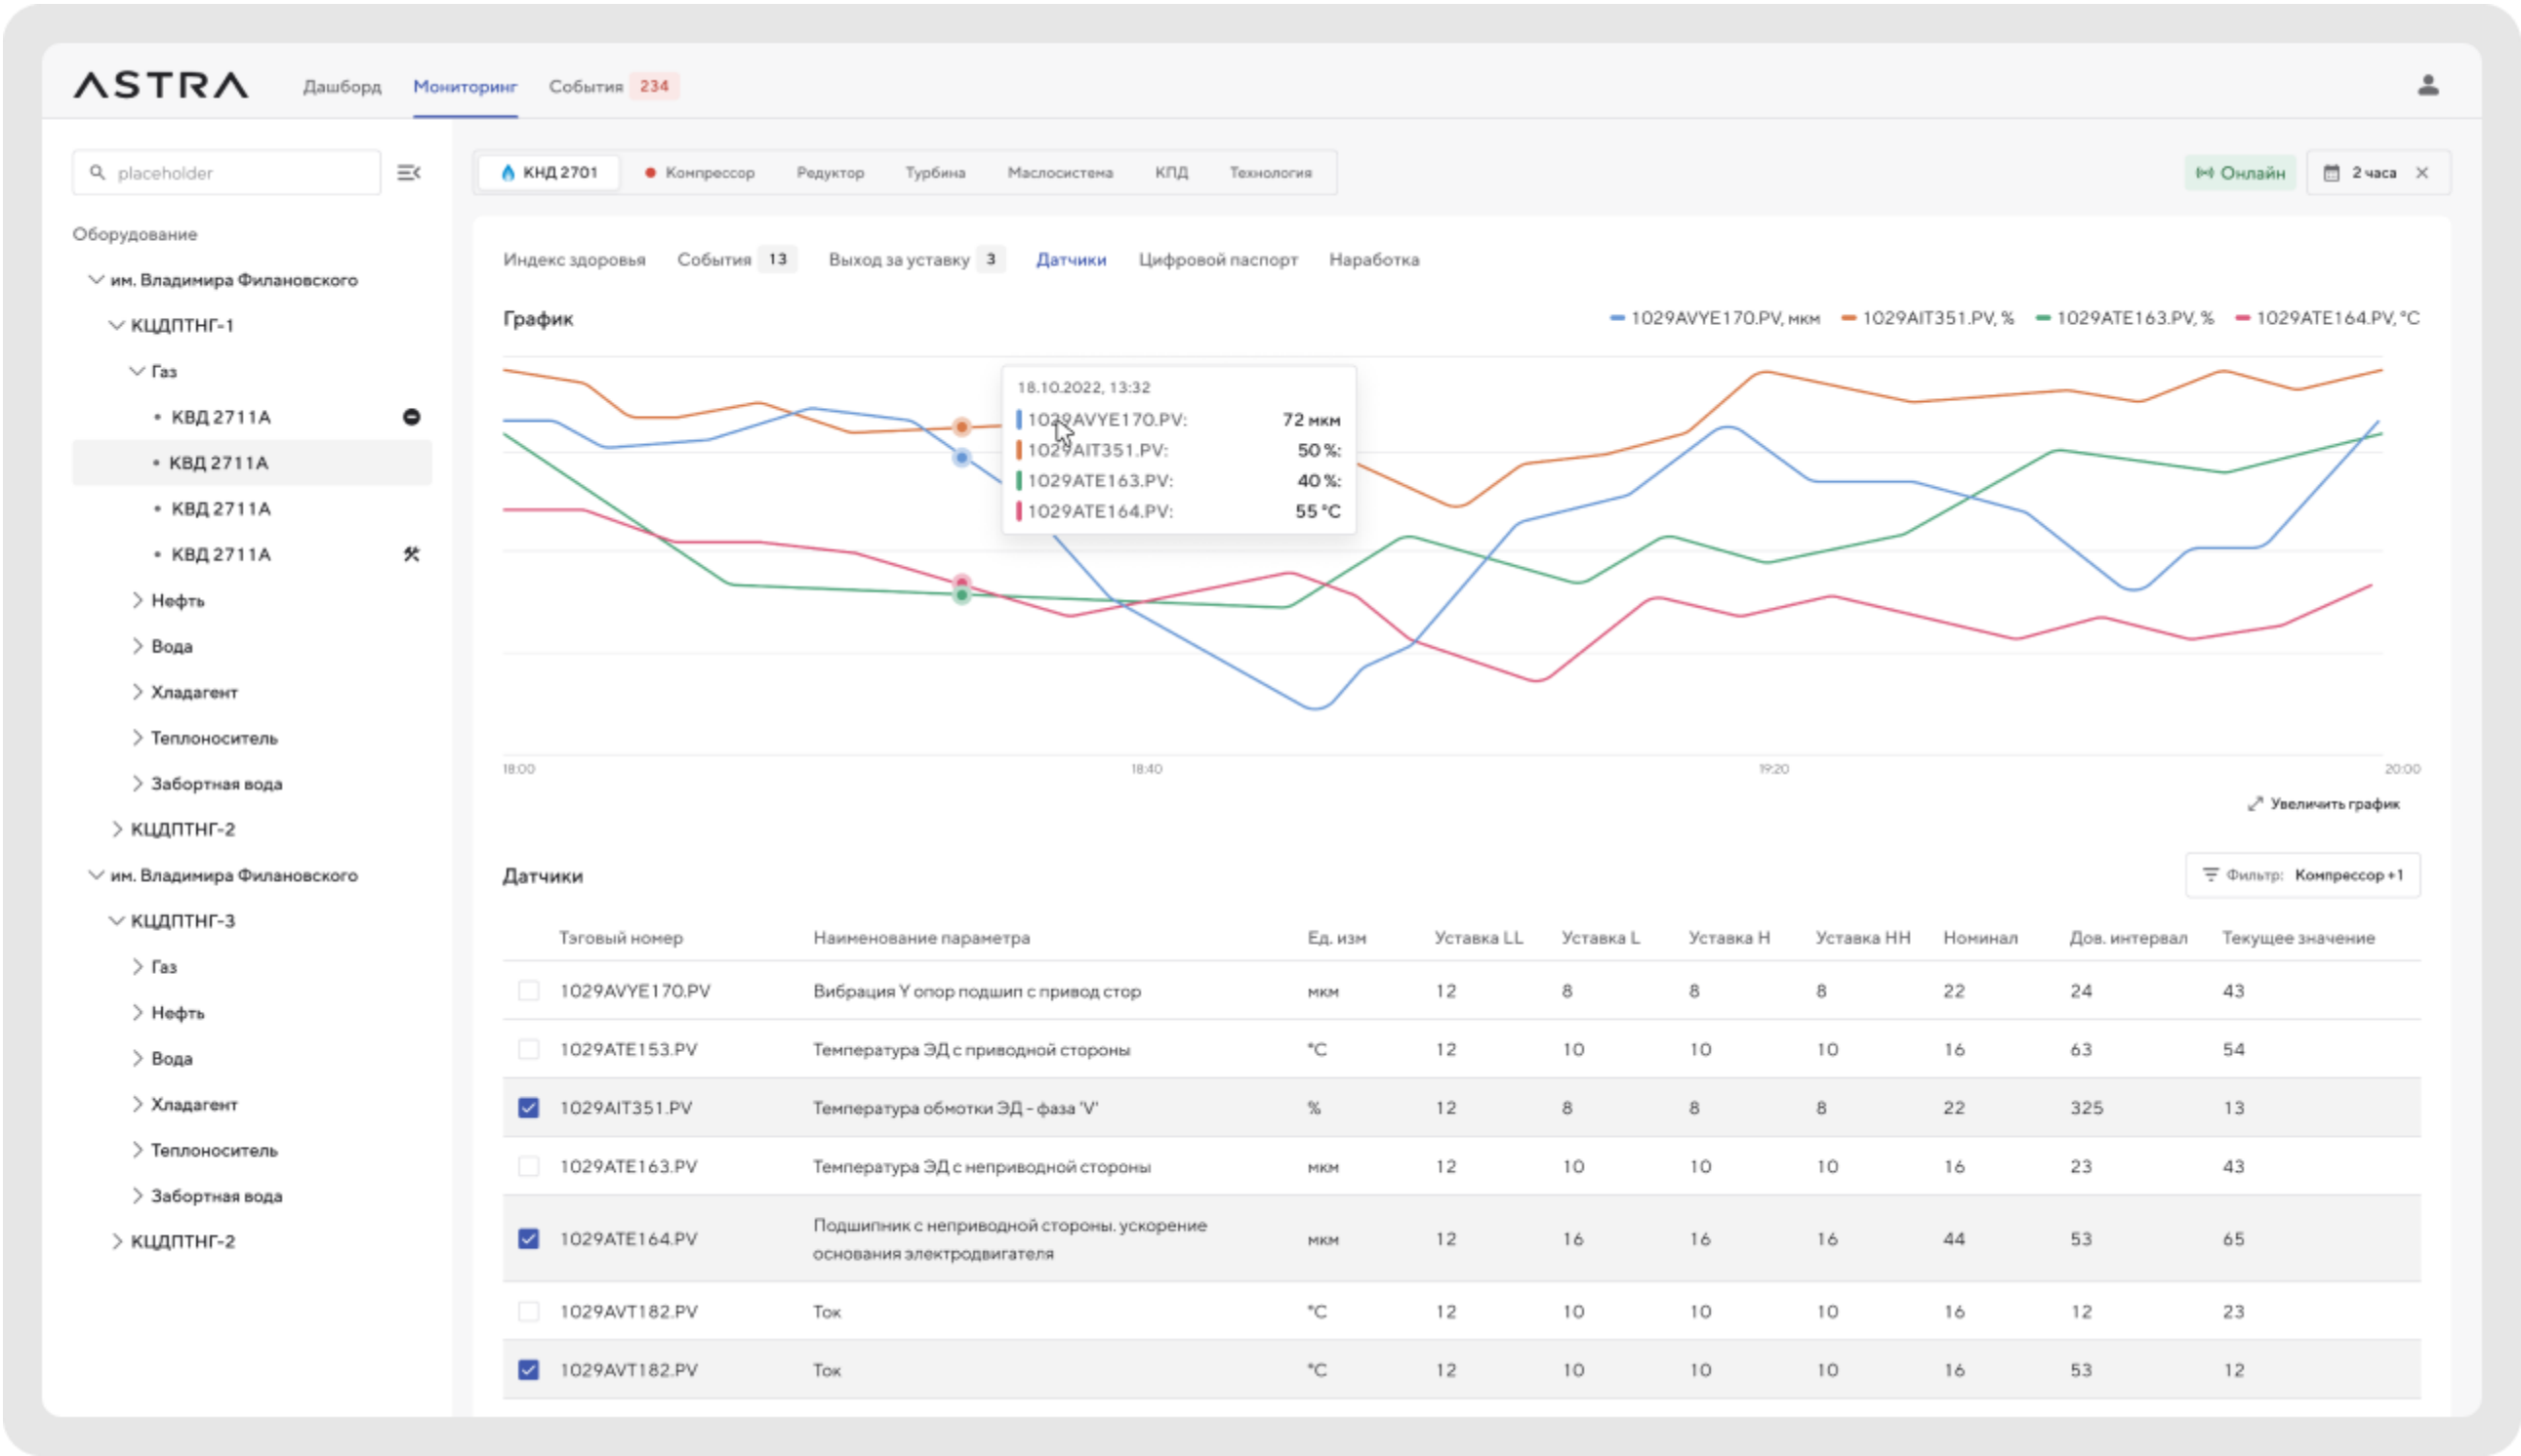 ASTRA Дашборд Мониторинг События 234
placeholder
КНД 2701 Компрессор Редуктор Турбина Маслосистема КПД Технология
Онлайн 2 часа
Оборудование
им. Владимира Филановского
КЦДПТНГ-1
Газ
КВД 2711А
КВД 2711А
КВД 2711А
КВД 2711А
Нефть
Вода
Хладагент
Теплоноситель
Забортная вода
КЦДПТНГ-2
им. Владимира Филановского
КЦДПТНГ-3
Газ
Нефть
Вода
Хладагент
Теплоноситель
Забортная вода
КЦДПТНГ-2
Индекс здоровья События 13 Выход за уставку 3 Датчики Цифровой паспорт Наработка
График
1029AVYE170.PV, мкм 1029AIT351.PV, % 1029ATE163.PV, % 1029ATE164.PV, °C
18.10.2022, 13:32
1029AVYE170.PV: 72 мкм
1029AIT351.PV: 50 %:
1029ATE163.PV: 40 %:
1029ATE164.PV: 55 °C
18:00 18:40 19:20 20:00
Увеличить график
Датчики
Фильтр: Компрессор +1
Тэговый номер Наименование параметра Ед. изм Уставка LL Уставка L Уставка H Уставка HH Номинал Дов. интервал Текущее значение
1029AVYE170.PV Вибрация Y опор подшип с привод стор мкм 12 8 8 8 22 24 43
1029ATE153.PV Температура ЭД с приводной стороны °C 12 10 10 10 16 63 54
1029AIT351.PV Температура обмотки ЭД - фаза 'V' % 12 8 8 8 22 325 13
1029ATE163.PV Температура ЭД с неприводной стороны мкм 12 10 10 10 16 23 43
1029ATE164.PV Подшипник с неприводной стороны. ускорение
основания электродвигателя мкм 12 16 16 16 44 53 65
1029AVT182.PV Ток °C 12 10 10 10 16 12 23
1029AVT182.PV Ток °C 12 10 10 10 16 53 12